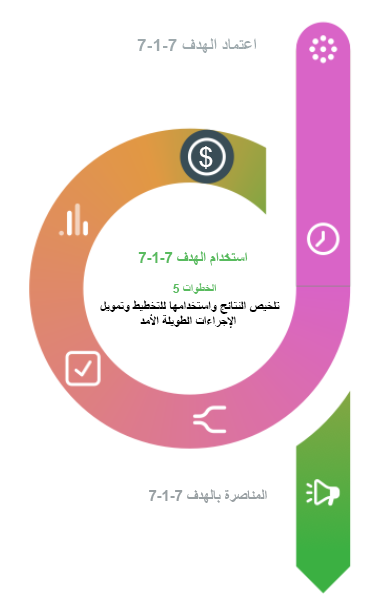 اعتماد الهدف 7-1-7
استخدام الهدف 7-1-7
الخطوات 5
تلخيص النتائج واستخدامها للتخطيط وتمويل
الإجراءات الطويلة الأمد
المناصرة بالهدف 7-1-7